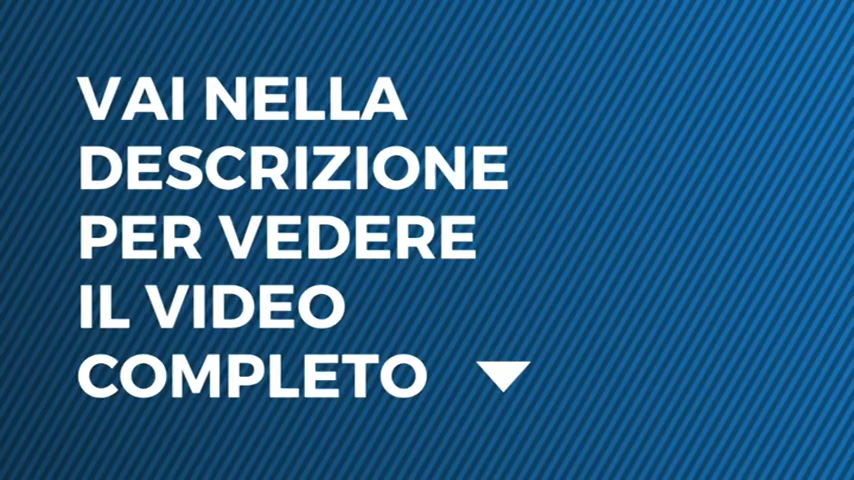 VAI NELLA
DESCRIZIONE
PER VEDERE
IL VIDEO
COMPLETO